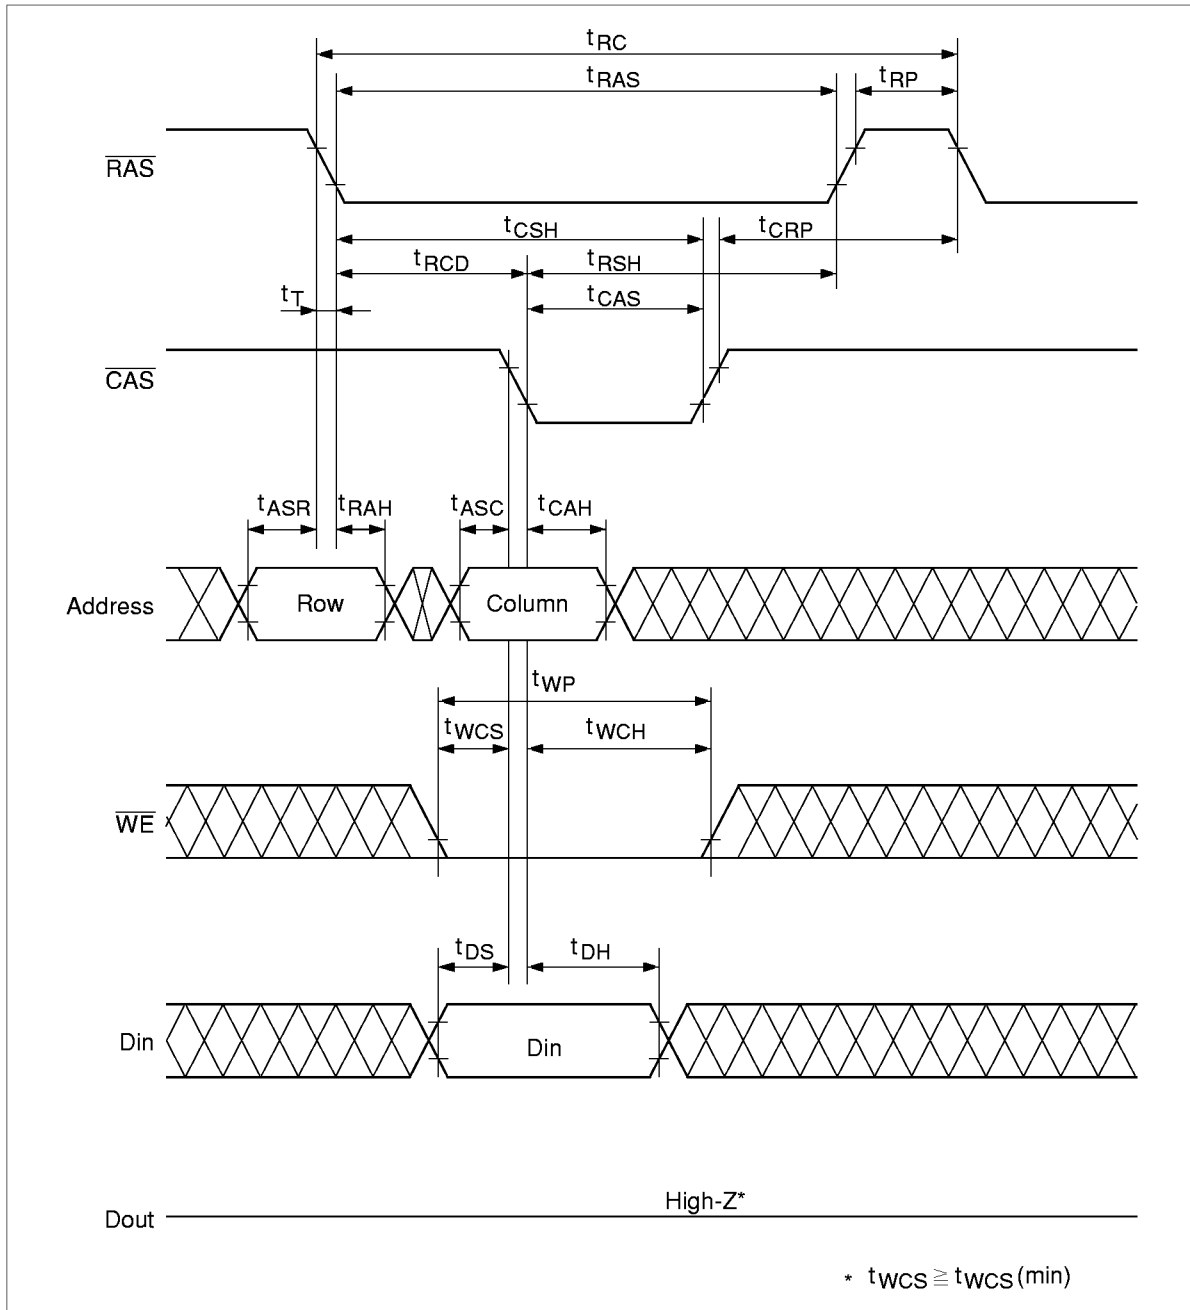 tRC
tRAS
tRP
RAS
tCSH
tCRP
tRCD
tRSH
tT
tCAS
CAS
tASR
tRAH
tASC
tCAH
Address
Row
Column
tWP
tWCS
tWCH
WE
tDS
tDH
Din
Din
High-Z*
Dout
* tWCS ≧ tWCS(min)